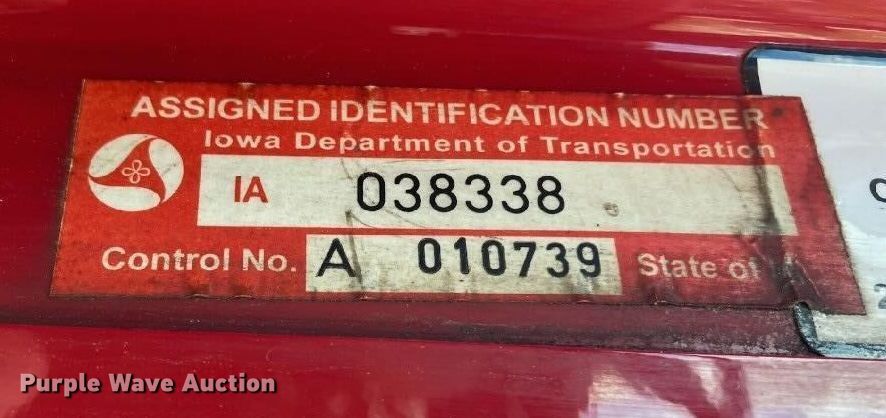 ASSIGNED IDENTIFICATION NUMBER
Iowa Department of Transportation
IA 038338
Control No. A 010739 State of
Purple Wave Auction